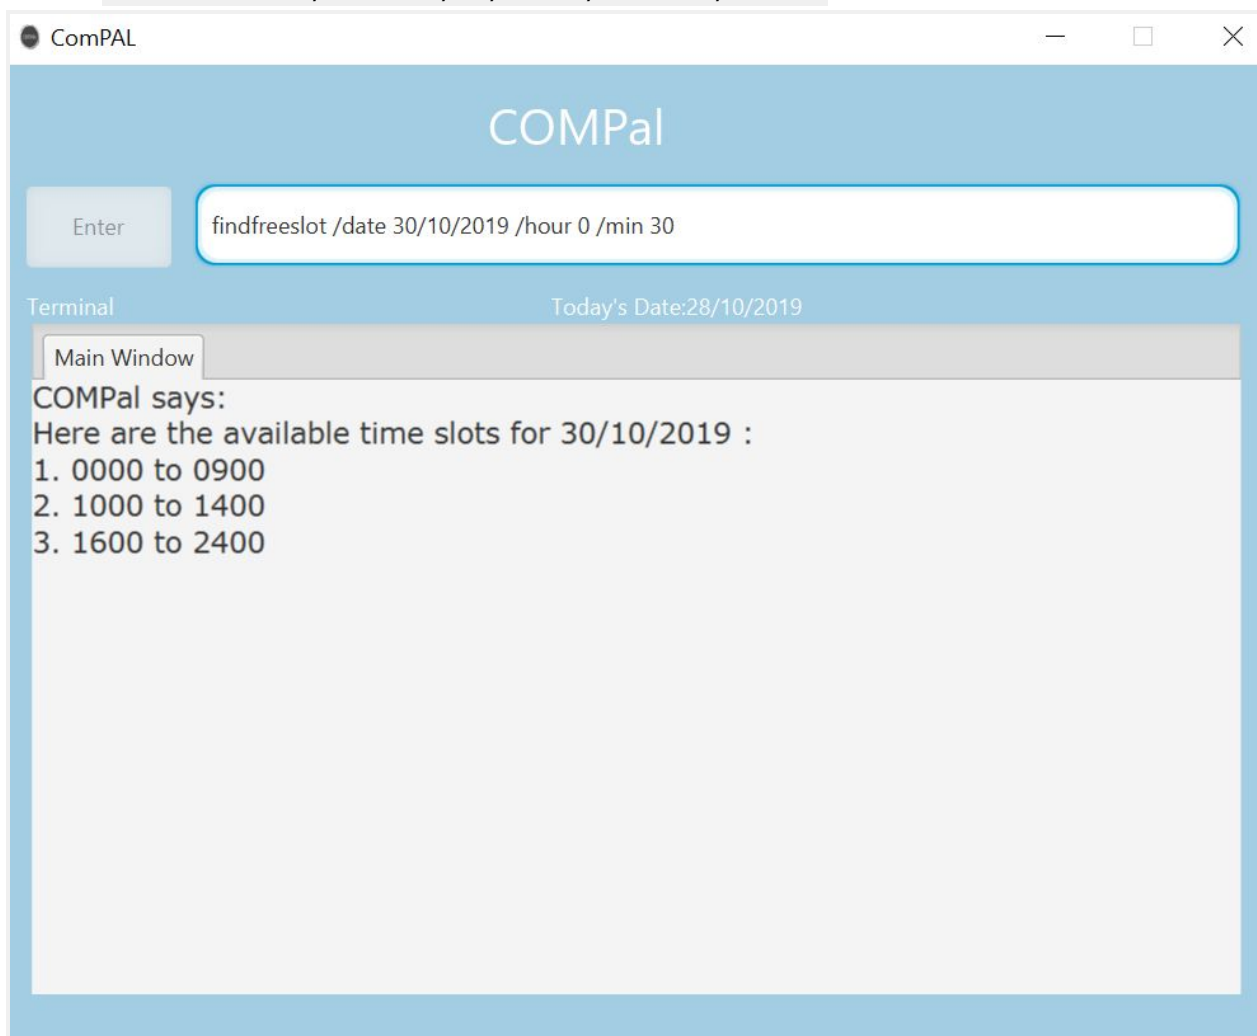 ComPAL
COMPal
Enter
findfreeslot /date 30/10/2019 /hour 0 /min 30
Terminal Today's Date:28/10/2019
Main Window
COMPal says:
Here are the available time slots for 30/10/2019 :
1. 0000 to 0900
2. 1000 to 1400
3. 1600 to 2400